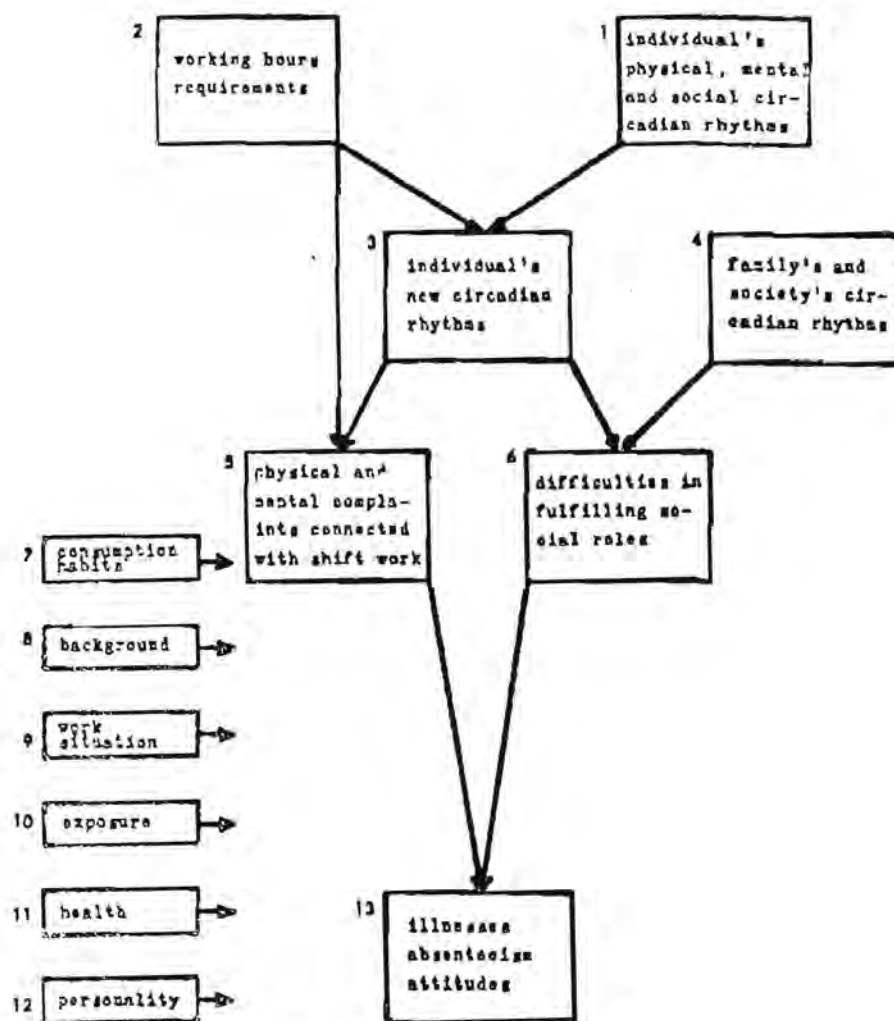 2
working hours
requirements
1
individual's
physical, mental
and social cir-
cadian rhythms
3
individual's
new circadian
rhythms
4
family's and
society's cir-
cadian rhythms
5
physical and
mental compla-
ints connected
with shift work
6
difficulties in
fulfilling so-
cial roles
7
consumption
habits
8
background
9
work
situation
10
exposure
11
health
12
personality
13
illnesses
absenteeism
attitudes